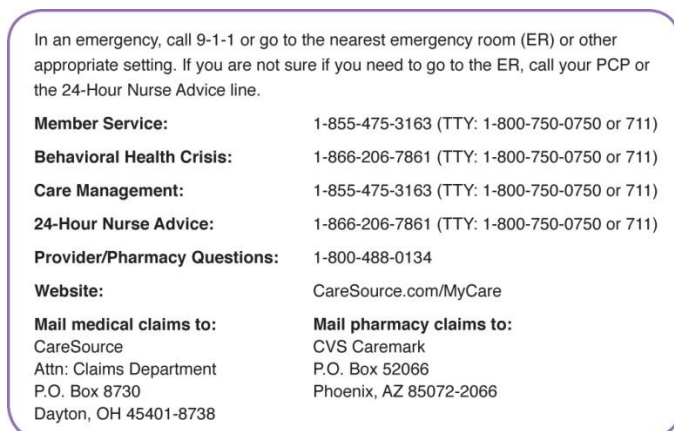 In an emergency, call 9-1-1 or go to the nearest emergency room (ER) or other
appropriate setting. If you are not sure if you need to go to the ER, call your PCP or
the 24-Hour Nurse Advice line.
Member Service: 1-855-475-3163 (TTY: 1-800-750-0750 or 711)
Behavioral Health Crisis: 1-866-206-7861 (TTY: 1-800-750-0750 or 711)
Care Management: 1-855-475-3163 (TTY: 1-800-750-0750 or 711)
24-Hour Nurse Advice: 1-866-206-7861 (TTY: 1-800-750-0750 or 711)
Provider/Pharmacy Questions: 1-800-488-0134
Website: CareSource.com/MyCare
Mail medical claims to:
CareSource
Attn: Claims Department
P.O. Box 8730
Dayton, OH 45401-8738
Mail pharmacy claims to:
CVS Caremark
P.O. Box 52066
Phoenix, AZ 85072-2066